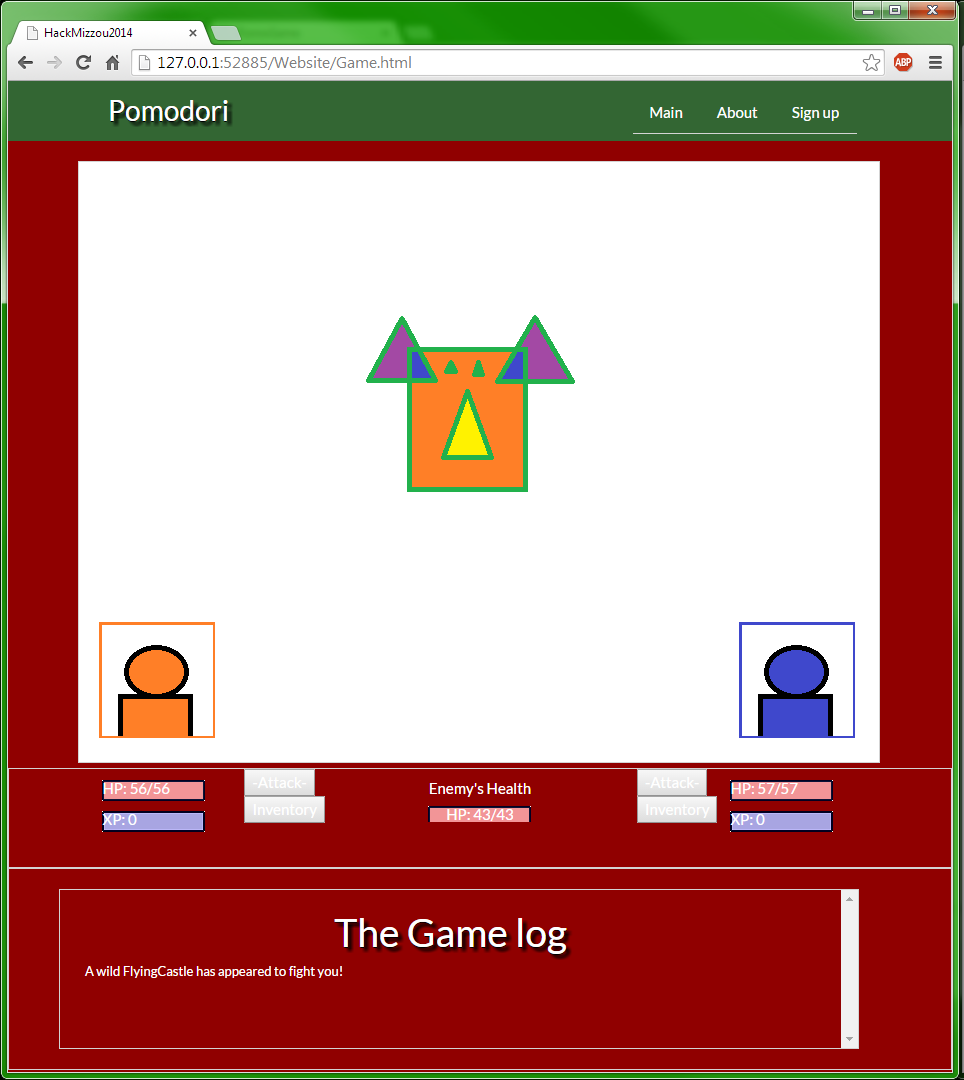 HackMizzou2014
127.0.0.1:52885/Website/Game.html
ABP
Pomodori
Main About Sign up
HP: 56/56
-Attack-
Enemy's Health
-Attack-
HP: 57/57
XP: 0
Inventory
HP: 43/43
Inventory
XP: 0
The Game log
A wild FlyingCastle has appeared to fight you!